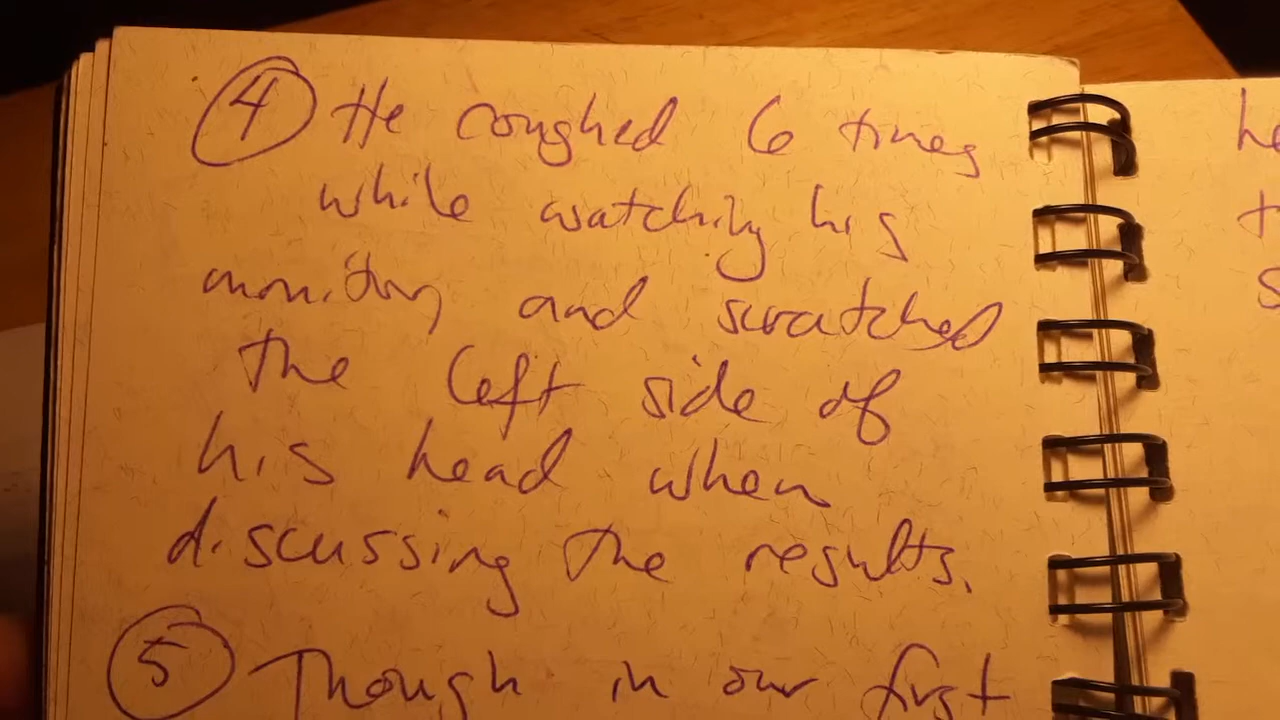 ④ He coughed 6 times
while watching his
monitor and scratched
the left side of
his head when
discussing the results.
⑤ Though in our first
he
t
s